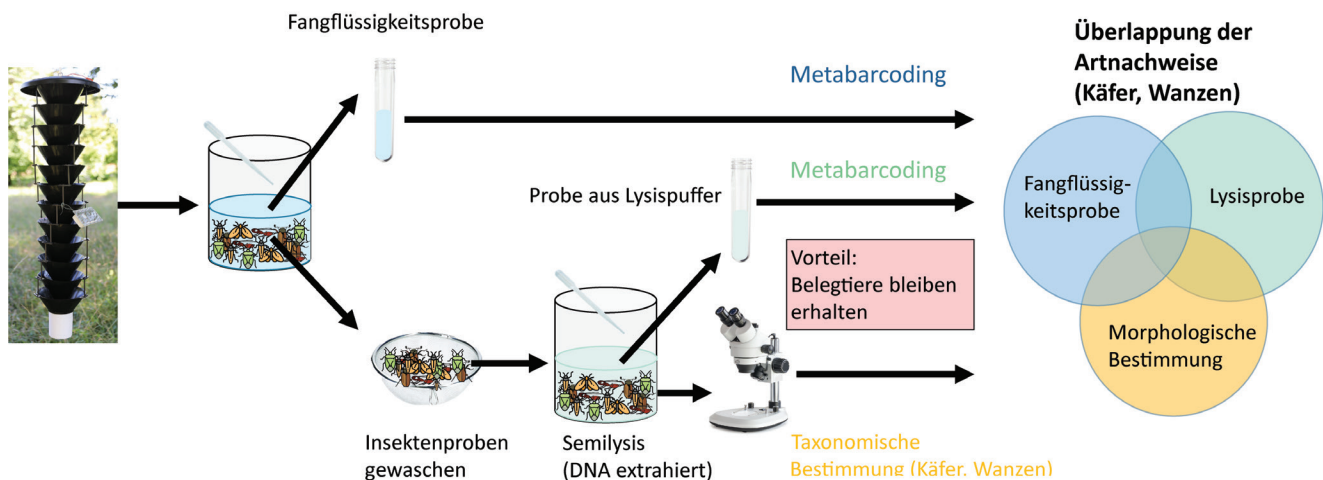 Fangflüssigkeitsprobe
Metabarcoding
Überlappung der
Artnachweise
(Käfer, Wanzen)
Probe aus Lysispuffer
Metabarcoding
Fangflüssig-
keitsprobe
Lysisprobe
Vorteil:
Belegtiere bleiben
erhalten
Morphologische
Bestimmung
Insektenproben
gewaschen
Semilysis
(DNA extrahiert)
Taxonomische
Bestimmung (Käfer, Wanzen)